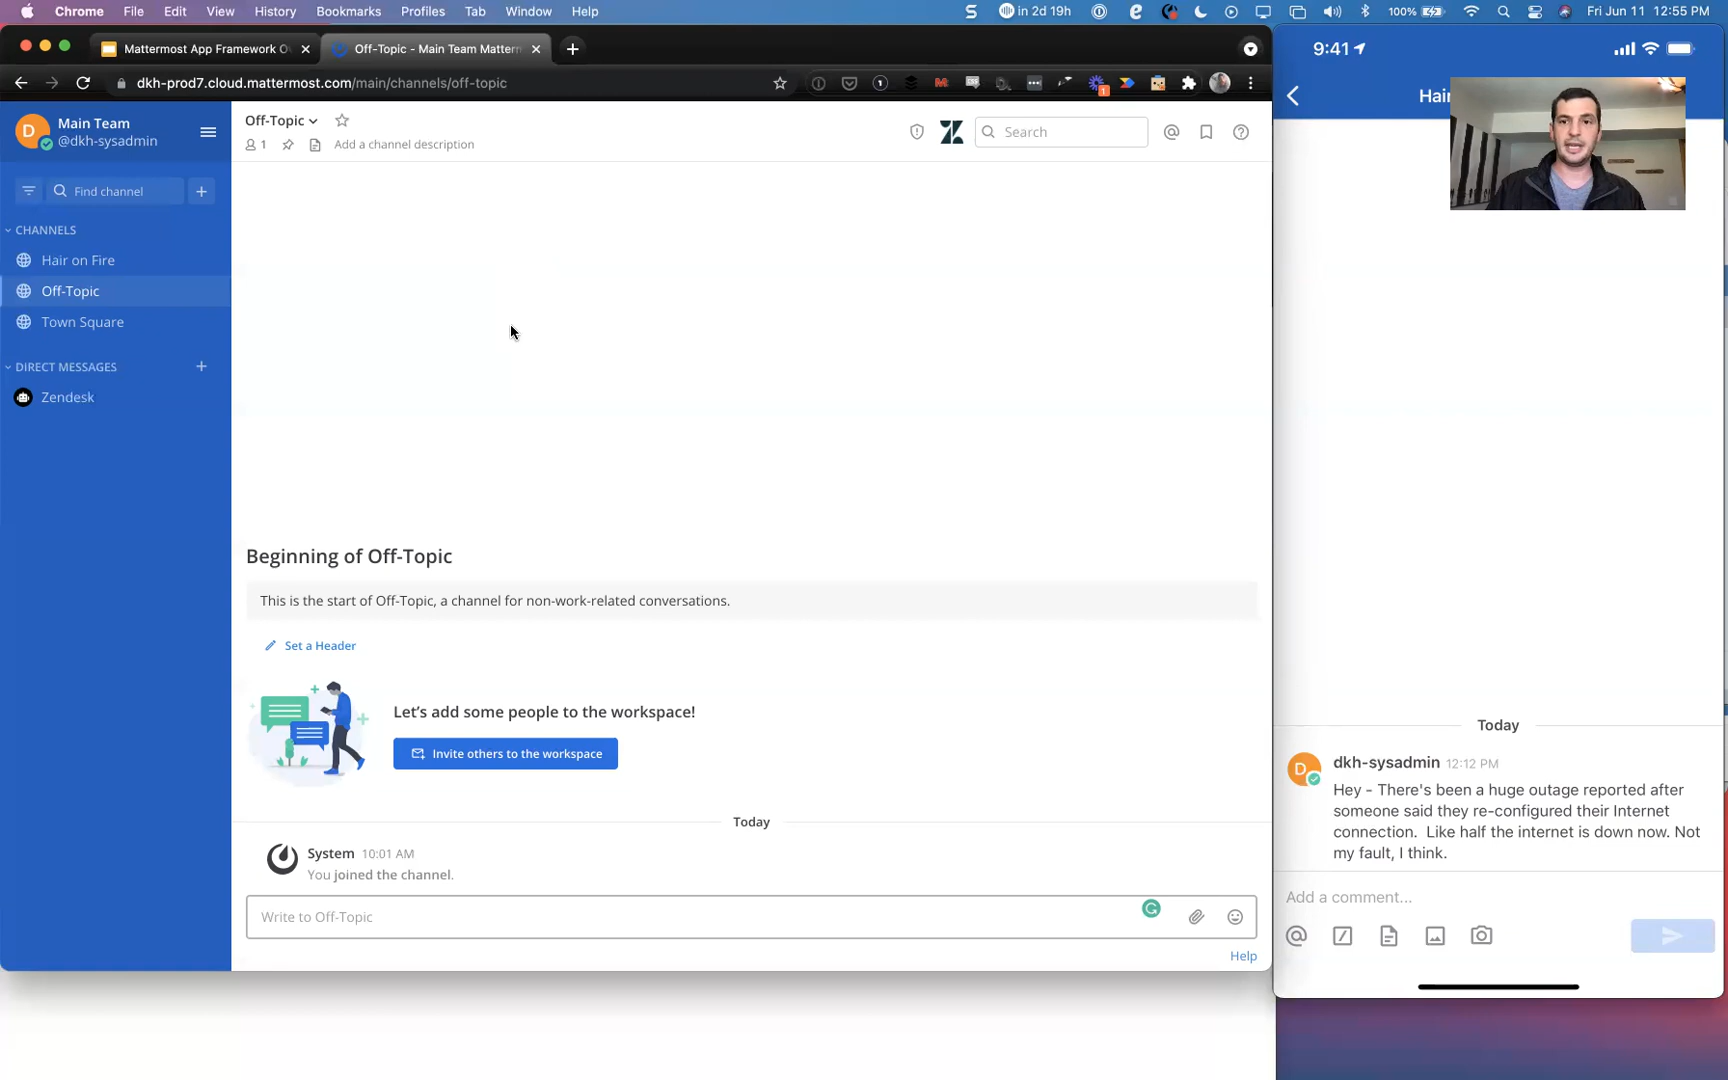 Chrome File Edit View History Bookmarks Profiles Tab Window Help
in 2d 19h
100%
Fri Jun 11 12:55 PM
Mattermost App Framework O
Off-Topic - Main Team Matterm
dkh-prod7.cloud.mattermost.com/main/channels/off-topic
D
Main Team
@dkh-sysadmin
Find channel
CHANNELS
Hair on Fire
Off-Topic
Town Square
DIRECT MESSAGES
Zendesk
Off-Topic
1
Add a channel description
Search
Beginning of Off-Topic
This is the start of Off-Topic, a channel for non-work-related conversations.
Set a Header
Let's add some people to the workspace!
Invite others to the workspace
Today
System 10:01 AM
You joined the channel.
Write to Off-Topic
Help
9:41
Hair
Today
D
dkh-sysadmin 12:12 PM
Hey - There's been a huge outage reported after
someone said they re-configured their Internet
connection. Like half the internet is down now. Not
my fault, I think.
Add a comment...